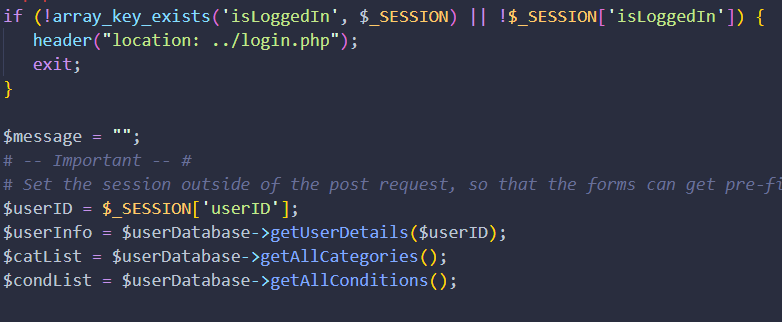 if (!array_key_exists('isLoggedIn', $_SESSION) || !$_SESSION['isLoggedIn']) {
header("location: ../login.php");
exit;
}
$message = "";
# -- Important -- #
# Set the session outside of the post request, so that the forms can get
$userID = $_SESSION['userID'];
$userInfo = $userDatabase->getUserDetails($userID);
$catList = $userDatabase->getAllCategories();
$condList = $userDatabase->getAllConditions();